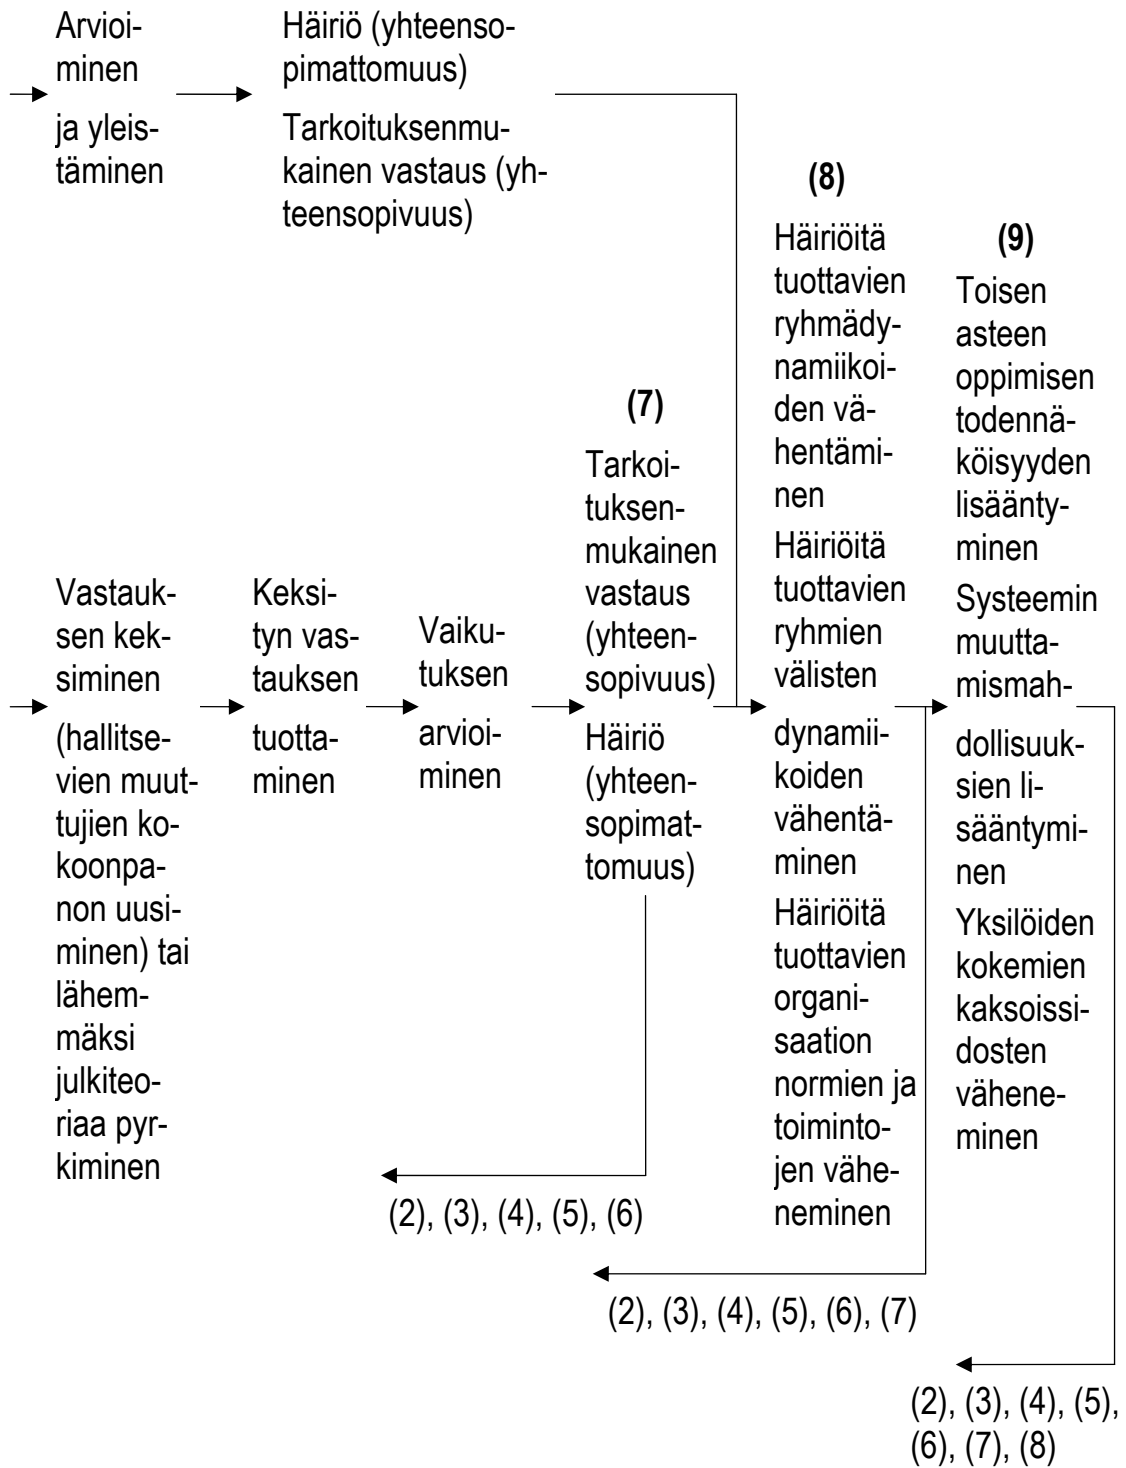 Arvioi-
minen
ja yleis-
täminen
Häiriö (yhteenso-
pimattomuus)
Tarkoituksenmu-
kainen vastaus (yh-
teensopivuus)
Vastauk-
sen kek-
siminen
(hallitse-
vien muut-
tujien ko-
koonpa-
non uusi-
minen) tai
lähem-
mäksi
julkiteo-
riaa pyr-
kiminen
Keksi-
tyn vas-
tauksen
tuotta-
minen
Vaiku-
tuksen
arvioi-
minen
(7)
Tarkoi-
tuksen-
mukainen
vastaus
(yhteen-
sopivuus)
Häiriö
(yhteen-
sopimat-
tomuus)
(2), (3), (4), (5), (6)
(8)
Häiriöitä
tuottavien
ryhmädy-
namiikoi-
den vä-
hentämi-
nen
Häiriöitä
tuottavien
ryhmien
välisten
dynamii-
koiden
vähentä-
minen
Häiriöitä
tuottavien
organi-
saation
normien ja
toiminto-
jen vähe-
neminen
(2), (3), (4), (5), (6), (7)
(9)
Toisen
asteen
oppimisen
todennä-
köisyyden
lisäänty-
minen
Systeemin
muutta-
mismah-
dollisuuk-
sien li-
sääntymi-
nen
Yksilöiden
kokemien
kaksoissi-
dosten
vähene-
minen
(2), (3), (4), (5),
(6), (7), (8)